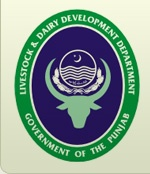 LIVESTOCK & DAIRY DEVELOPMENT DEPARTMENT
GOVERNMENT OF THE PUNJAB